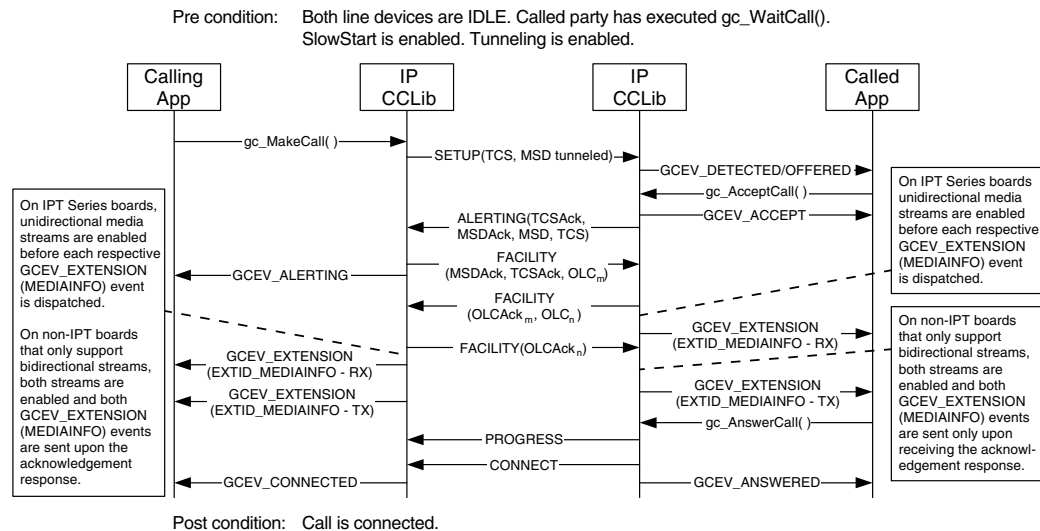 Pre condition: Both line devices are IDLE. Called party has executed gc_WaitCall().
SlowStart is enabled. Tunneling is enabled.
Calling
App
IP
CCLib
IP
CCLib
Called
App
gc_MakeCall( )
SETUP(TCS, MSD tunneled)
GCEV_DETECTED/OFFERED
gc_AcceptCall( )
GCEV_ACCEPT
ALERTING(TCSAck,
MSDAck, MSD, TCS)
FACILITY
(MSDAck, TCSAck, OLCm)
GCEV_ALERTING
FACILITY
(OLCAckm, OLCn)
GCEV_EXTENSION
(EXTID_MEDIAINFO - RX)
FACILITY(OLCAckn)
GCEV_EXTENSION
(EXTID_MEDIAINFO - RX)
GCEV_EXTENSION
(EXTID_MEDIAINFO - TX)
GCEV_EXTENSION
(EXTID_MEDIAINFO - TX)
gc_AnswerCall( )
PROGRESS
CONNECT
GCEV_CONNECTED
GCEV_ANSWERED
On IPT Series boards,
unidirectional media
streams are enabled
before each respective
GCEV_EXTENSION
(MEDIAINFO) event
is dispatched.
On non-IPT boards
that only support
bidirectional streams,
both streams are
enabled and both
GCEV_EXTENSION
(MEDIAINFO) events
are sent upon the
acknowledgement
response.
On IPT Series boards
unidirectional media
streams are enabled
before each respective
GCEV_EXTENSION
(MEDIAINFO) event
is dispatched.
On non-IPT boards
that only support
bidirectional streams,
both streams are
enabled and both
GCEV_EXTENSION
(MEDIAINFO) events
are sent only upon
receiving the acknowl-
edgement response.
Post condition: Call is connected.